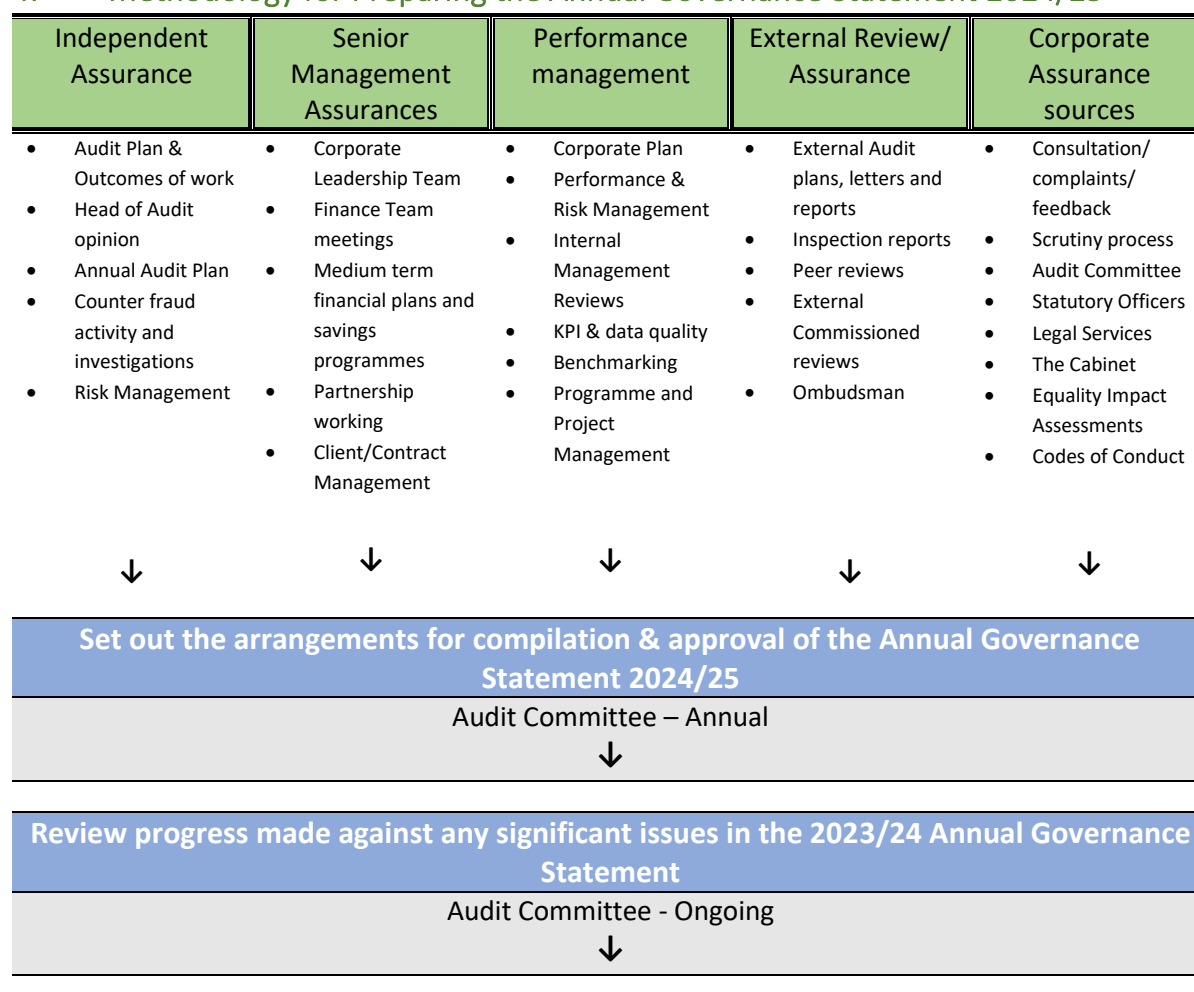 Independent
Assurance
Senior
Management
Assurances
Performance
management
External Review/
Assurance
Corporate
Assurance
sources
• Audit Plan &
Outcomes of work
• Head of Audit
opinion
• Annual Audit Plan
• Counter fraud
activity and
investigations
• Risk Management
• Corporate
Leadership Team
• Finance Team
meetings
• Medium term
financial plans and
savings
programmes
• Partnership
working
• Client/Contract
Management
• Corporate Plan
• Performance &
Risk Management
• Internal
Management
Reviews
• KPI & data quality
• Benchmarking
• Programme and
Project
Management
• External Audit
plans, letters and
reports
• Inspection reports
• Peer reviews
• External
Commissioned
reviews
• Ombudsman
• Consultation/
complaints/
feedback
• Scrutiny process
• Audit Committee
• Statutory Officers
• Legal Services
• The Cabinet
• Equality Impact
Assessments
• Codes of Conduct
↓ ↓ ↓ ↓ ↓
Set out the arrangements for compilation & approval of the Annual Governance
Statement 2024/25
Audit Committee – Annual
↓
Review progress made against any significant issues in the 2023/24 Annual Governance
Statement
Audit Committee - Ongoing
↓